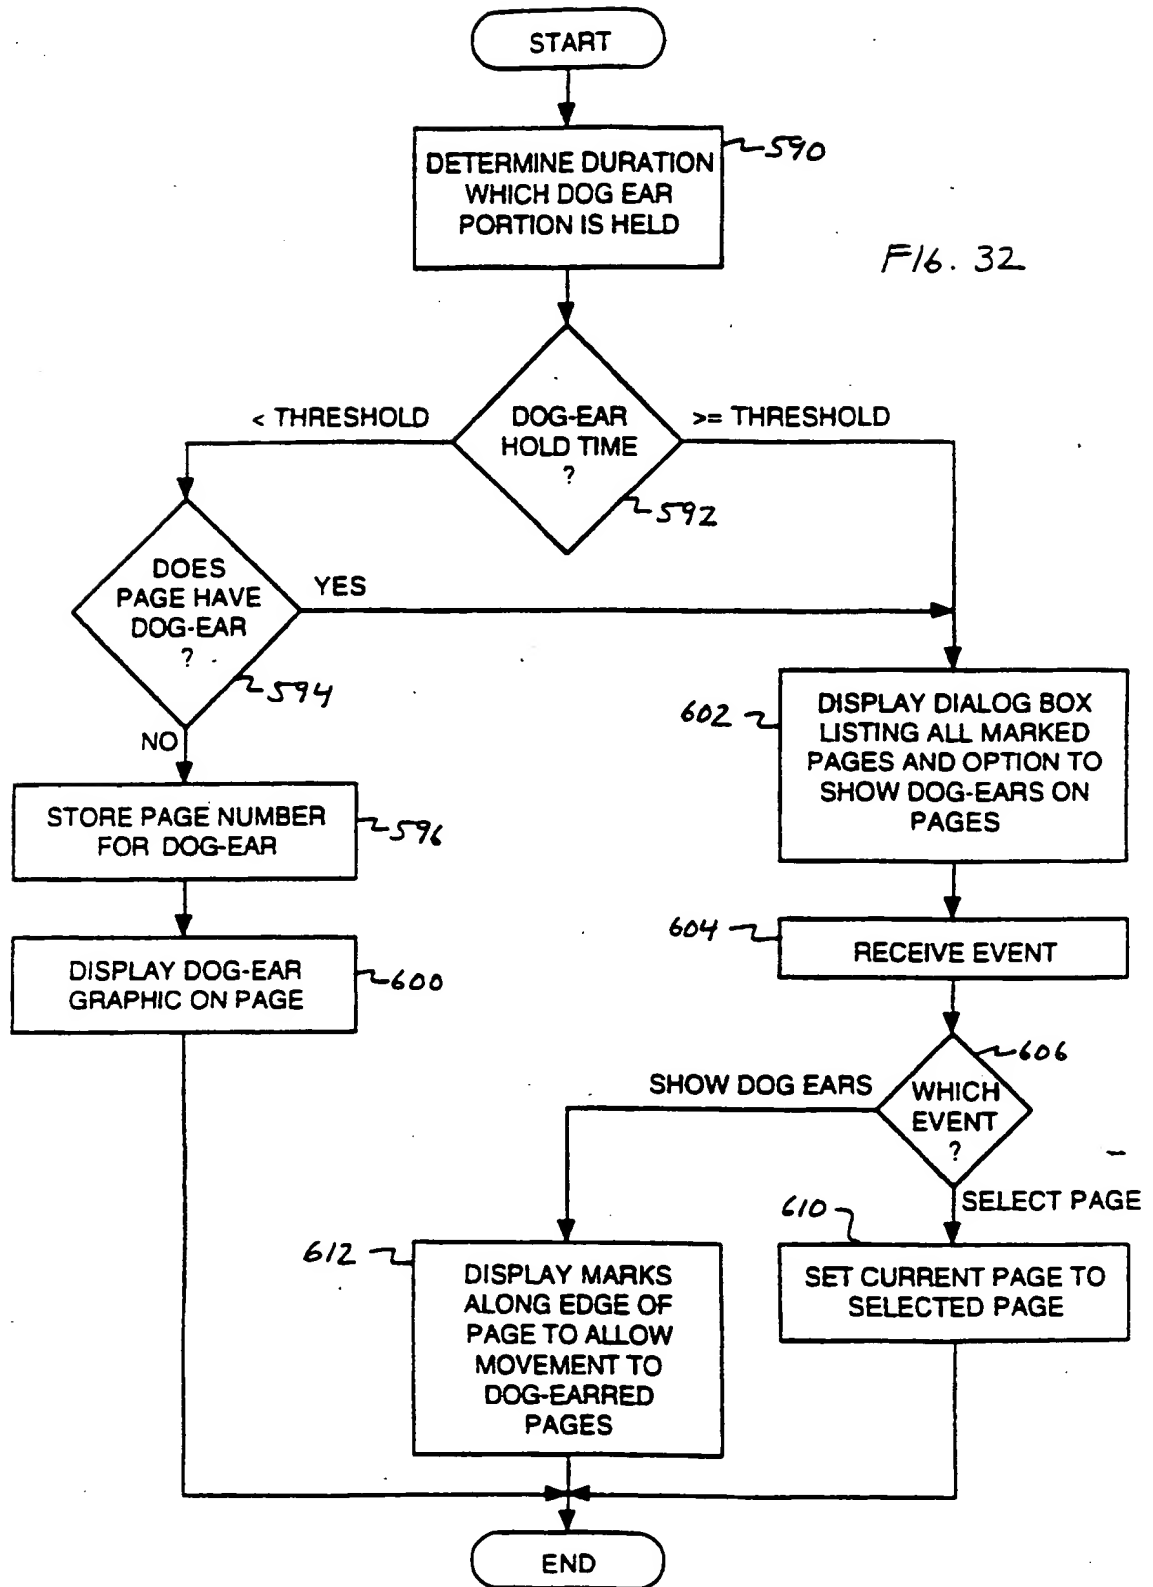 START
DETERMINE DURATION
WHICH DOG EAR
PORTION IS HELD
590
FIG. 32
DOG-EAR
HOLD TIME
?
592
< THRESHOLD
>= THRESHOLD
DOES
PAGE HAVE
DOG-EAR
?
594
YES
NO
STORE PAGE NUMBER
FOR DOG-EAR
596
DISPLAY DOG-EAR
GRAPHIC ON PAGE
600
602
DISPLAY DIALOG BOX
LISTING ALL MARKED
PAGES AND OPTION TO
SHOW DOG-EARS ON
PAGES
604
RECEIVE EVENT
606
WHICH
EVENT
?
SHOW DOG EARS
SELECT PAGE
612
DISPLAY MARKS
ALONG EDGE OF
PAGE TO ALLOW
MOVEMENT TO
DOG-EARRED
PAGES
610
SET CURRENT PAGE TO
SELECTED PAGE
END